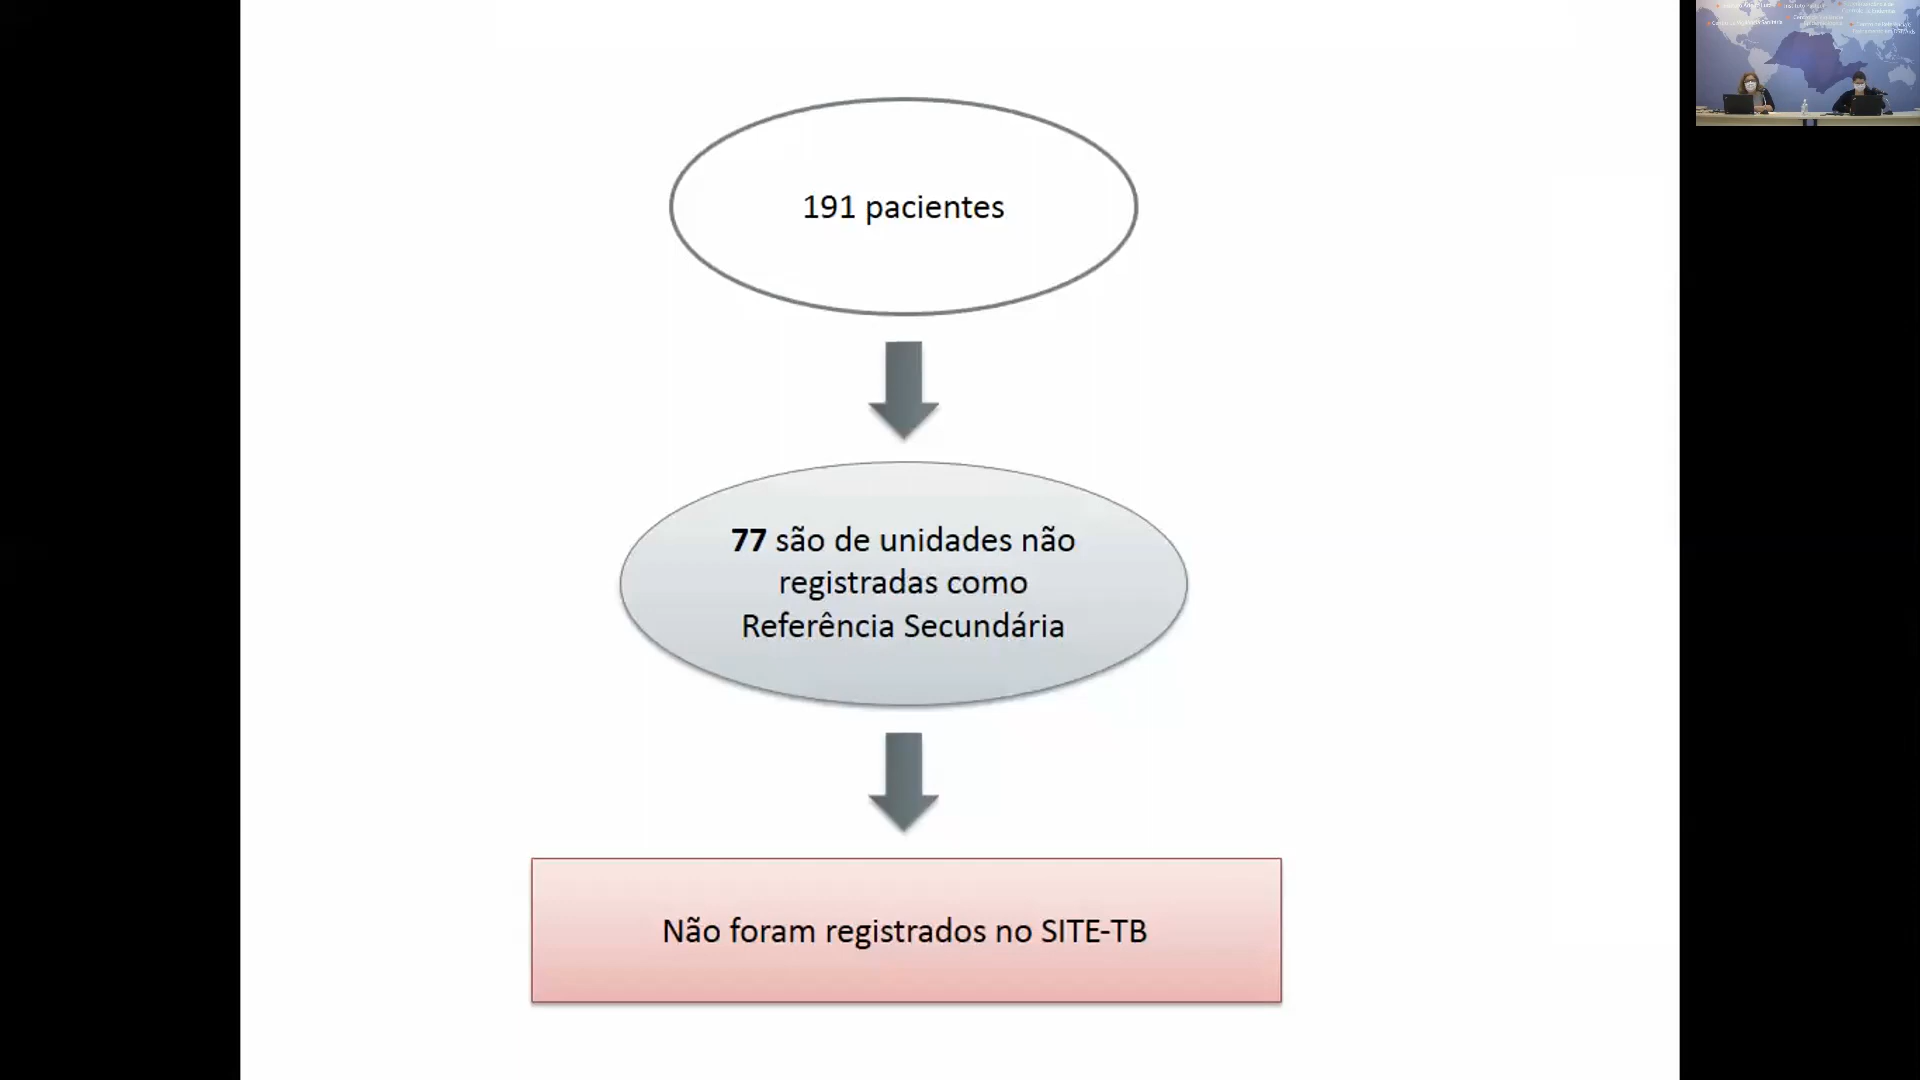 191 pacientes
77 são de unidades não
registradas como
Referência Secundária
Não foram registrados no SITE-TB